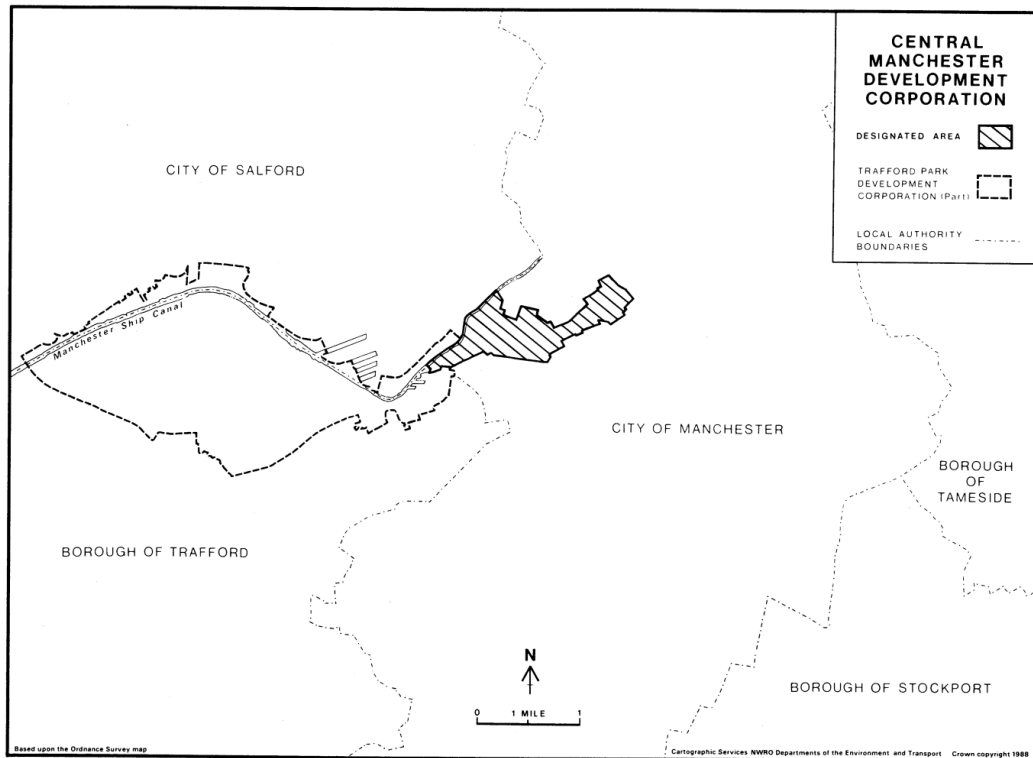 CENTRAL
MANCHESTER
DEVELOPMENT
CORPORATION
DESIGNATED AREA
TRAFFORD PARK
DEVELOPMENT
CORPORATION (Part)
LOCAL AUTHORITY
BOUNDARIES
CITY OF SALFORD
Manchester Ship Canal
CITY OF MANCHESTER
BOROUGH
OF
TAMESIDE
BOROUGH OF TRAFFORD
BOROUGH OF STOCKPORT
N
0 1 MILE 1
Based upon the Ordnance Survey map
Cartographic Services NWRO Departments of the Environment and Transport Crown copyright 1988